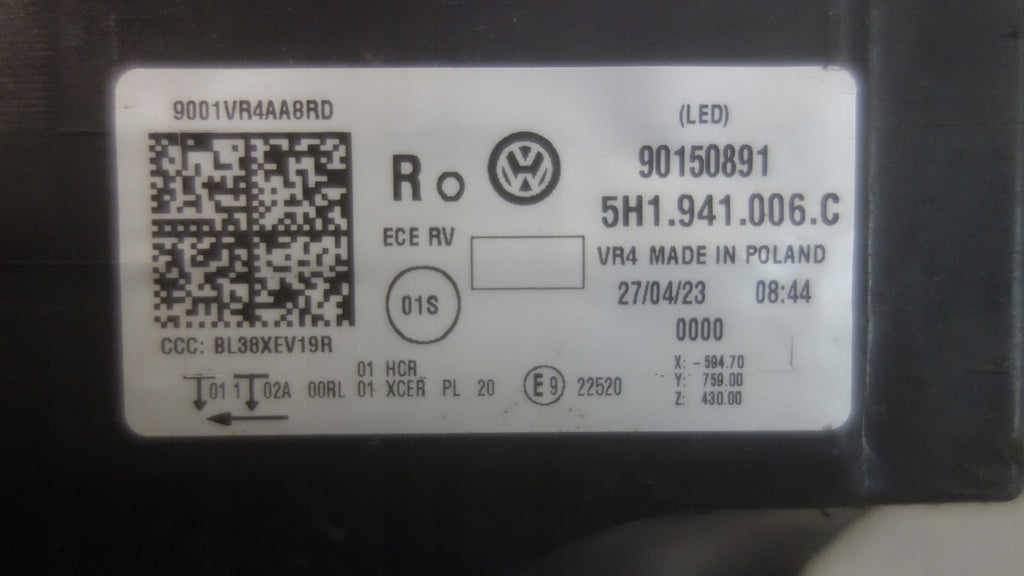 9001VR4AA8RD
CCC: BL38XEV19R
R
ECE RV
01S
(LED)
90150891
5H1.941.006.C
VR4 MADE IN POLAND
27/04/23 08:44
0000
X: -594.70
Y: 759.00
Z: 430.00
01 HCR
01 1 02A 00RL 01 XCER PL 20 E9 22520